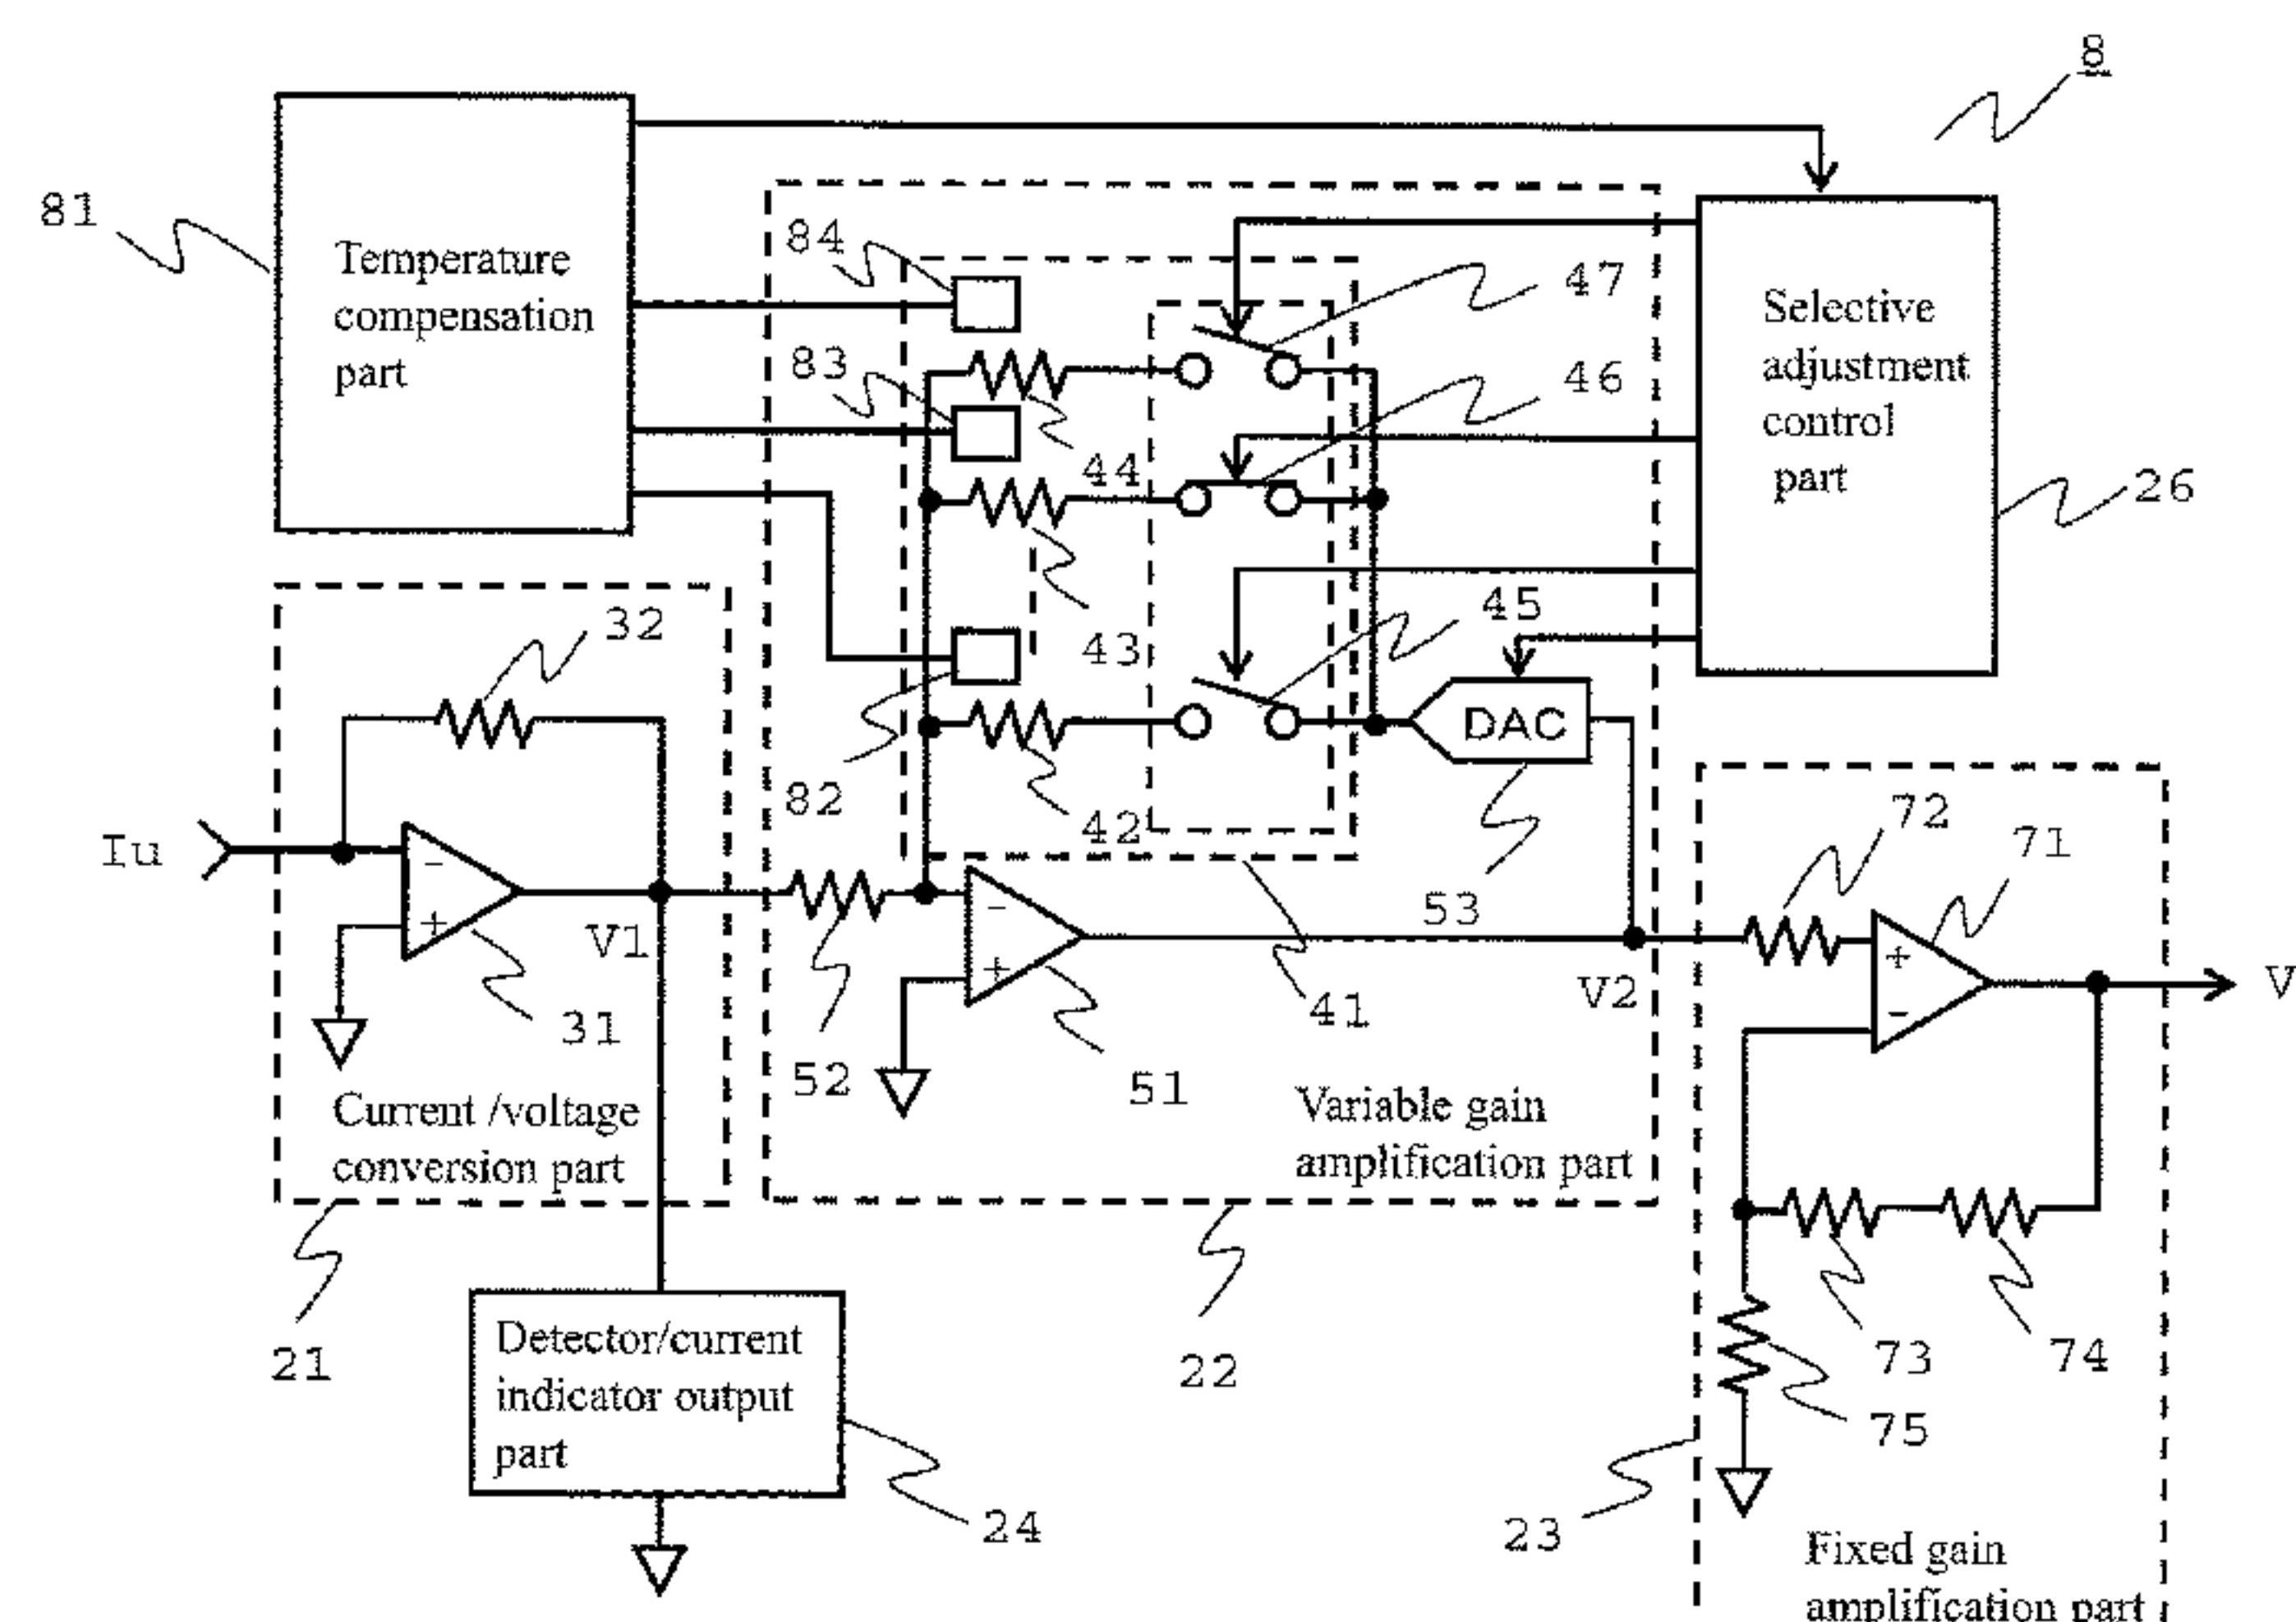 8
81
Temperature
compensation
part
84
83
47
46
Selective
adjustment
control
part
26
44
43
45
32
DAC
82
42
72
71
Iu
-
+
V1
31
52
-
+
51
53
41
V2
+
-
V
Current /voltage
conversion part
Variable gain
amplification part
21
22
73
74
75
Detector/current
indicator output
part
24
23
Fixed gain
amplification part